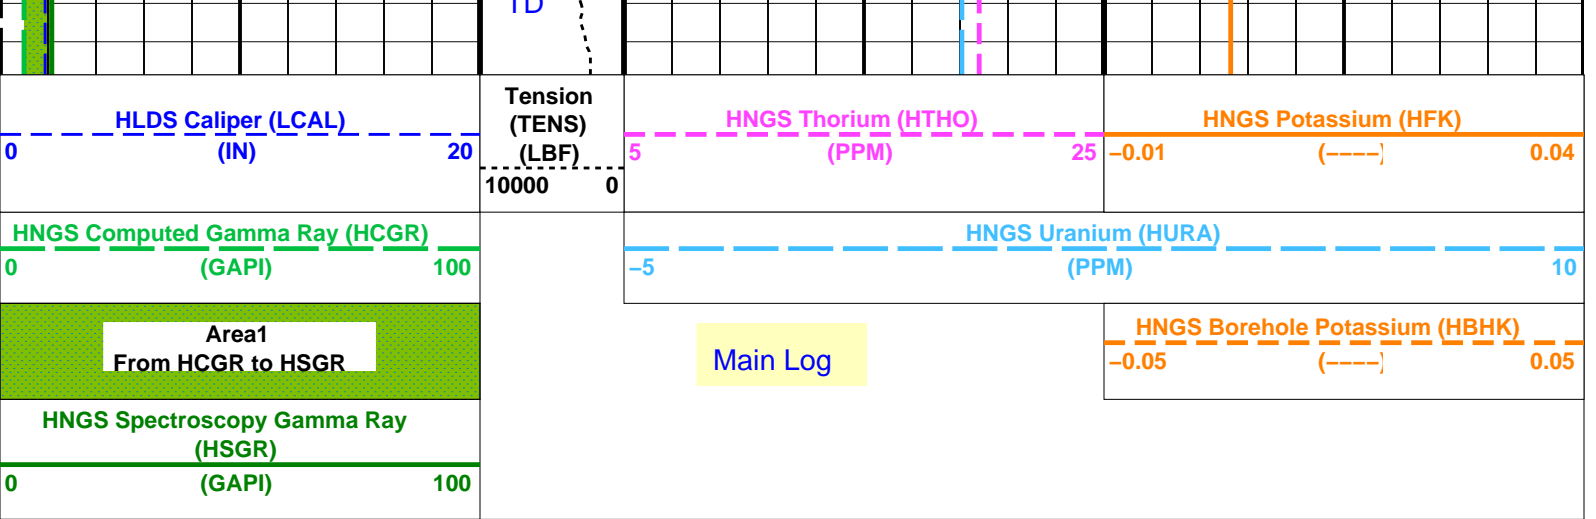 TD
HLDS Caliper (LCAL)
0 (IN) 20
Tension
(TENS)
(LBF)
10000 0
HNGS Thorium (HTHO)
5 (PPM) 25
HNGS Potassium (HFK)
−0.01 (−−−−) 0.04
HNGS Computed Gamma Ray (HCGR)
0 (GAPI) 100
HNGS Uranium (HURA)
−5 (PPM) 10
Area1
From HCGR to HSGR
Main Log
HNGS Borehole Potassium (HBHK)
−0.05 (−−−−) 0.05
HNGS Spectroscopy Gamma Ray
(HSGR)
0 (GAPI) 100